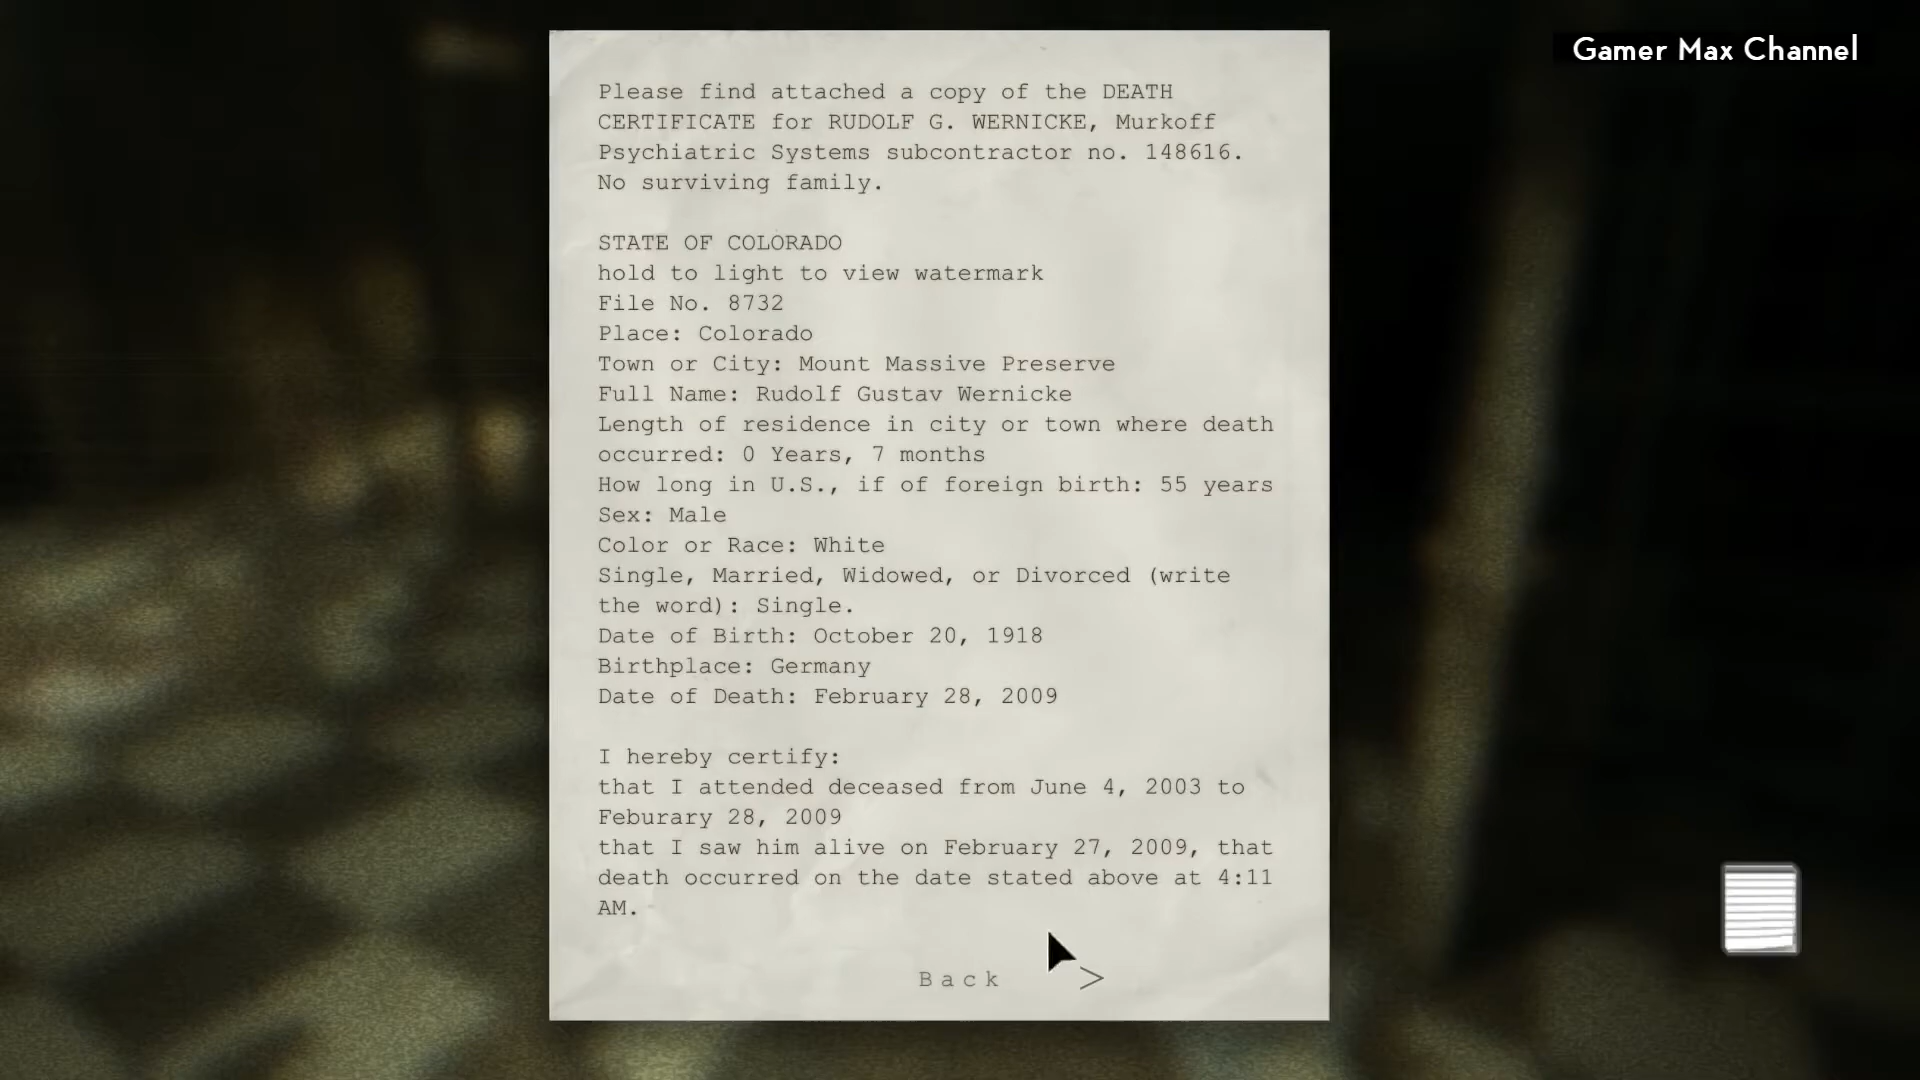 Gamer Max Channel
Please find attached a copy of the DEATH
CERTIFICATE for RUDOLF G. WERNICKE, Murkoff
Psychiatric Systems subcontractor no. 148616.
No surviving family.
STATE OF COLORADO
hold to light to view watermark
File No. 8732
Place: Colorado
Town or City: Mount Massive Preserve
Full Name: Rudolf Gustav Wernicke
Length of residence in city or town where death
occurred: 0 Years, 7 months
How long in U.S., if of foreign birth: 55 years
Sex: Male
Color or Race: White
Single, Married, Widowed, or Divorced (write
the word): Single.
Date of Birth: October 20, 1918
Birthplace: Germany
Date of Death: February 28, 2009
I hereby certify:
that I attended deceased from June 4, 2003 to
Feburary 28, 2009
that I saw him alive on February 27, 2009, that
death occurred on the date stated above at 4:11
AM.
Back >